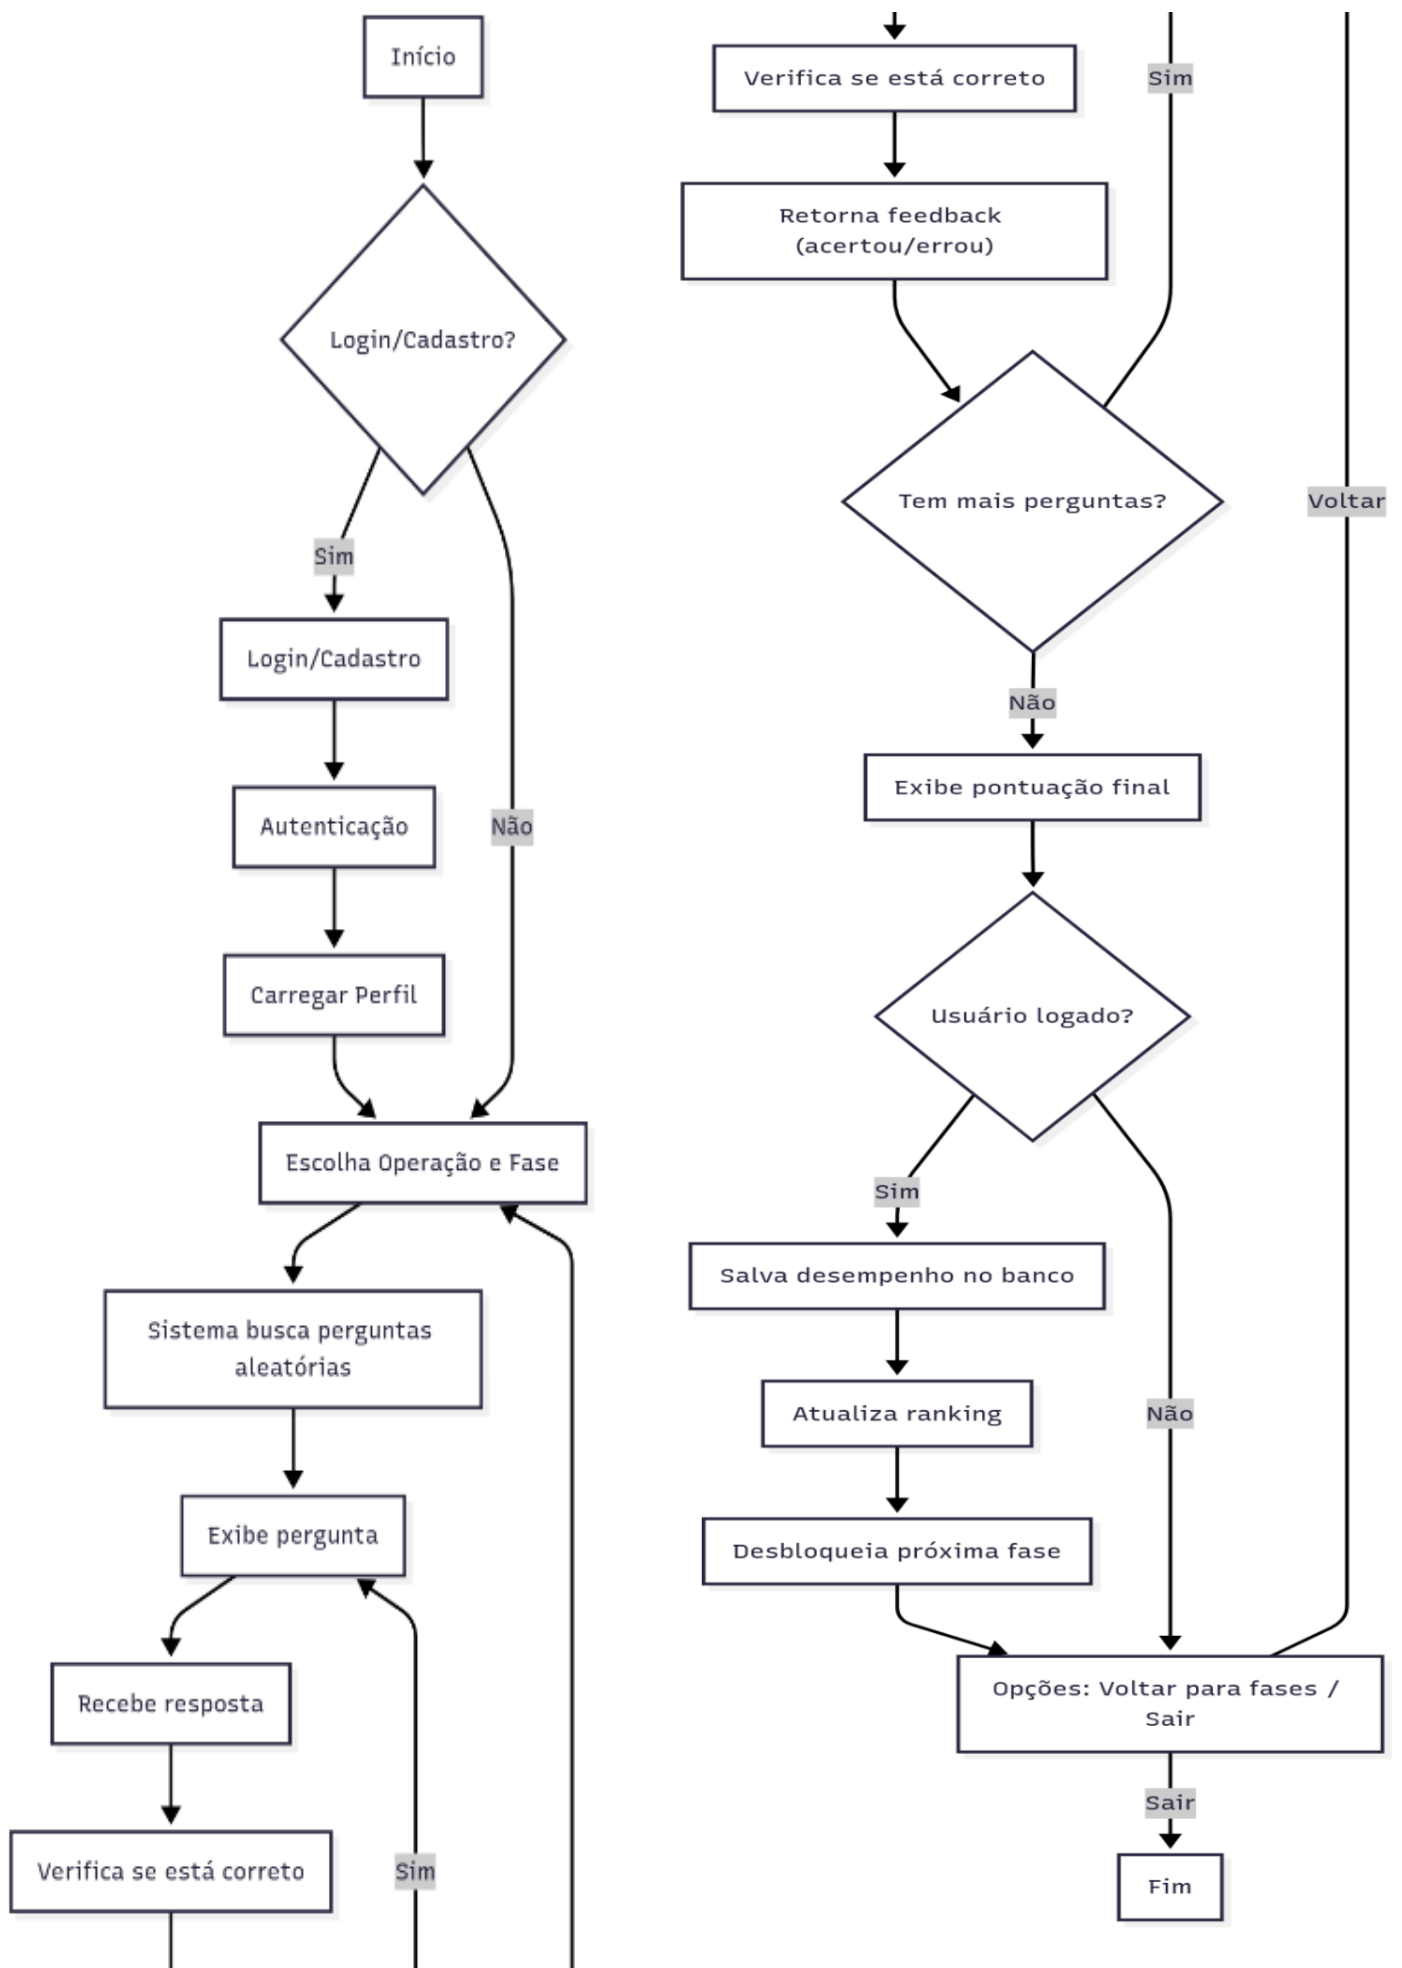 Início
Login/Cadastro?
Sim
Login/Cadastro
Autenticação
Não
Carregar Perfil
Escolha Operação e Fase
Sistema busca perguntas
aleatórias
Exibe pergunta
Recebe resposta
Verifica se está correto
Sim
Verifica se está correto
Sim
Retorna feedback
(acertou/errou)
Tem mais perguntas?
Voltar
Não
Exibe pontuação final
Usuário logado?
Sim
Salva desempenho no banco
Atualiza ranking
Não
Desbloqueia próxima fase
Opções: Voltar para fases /
Sair
Sair
Fim